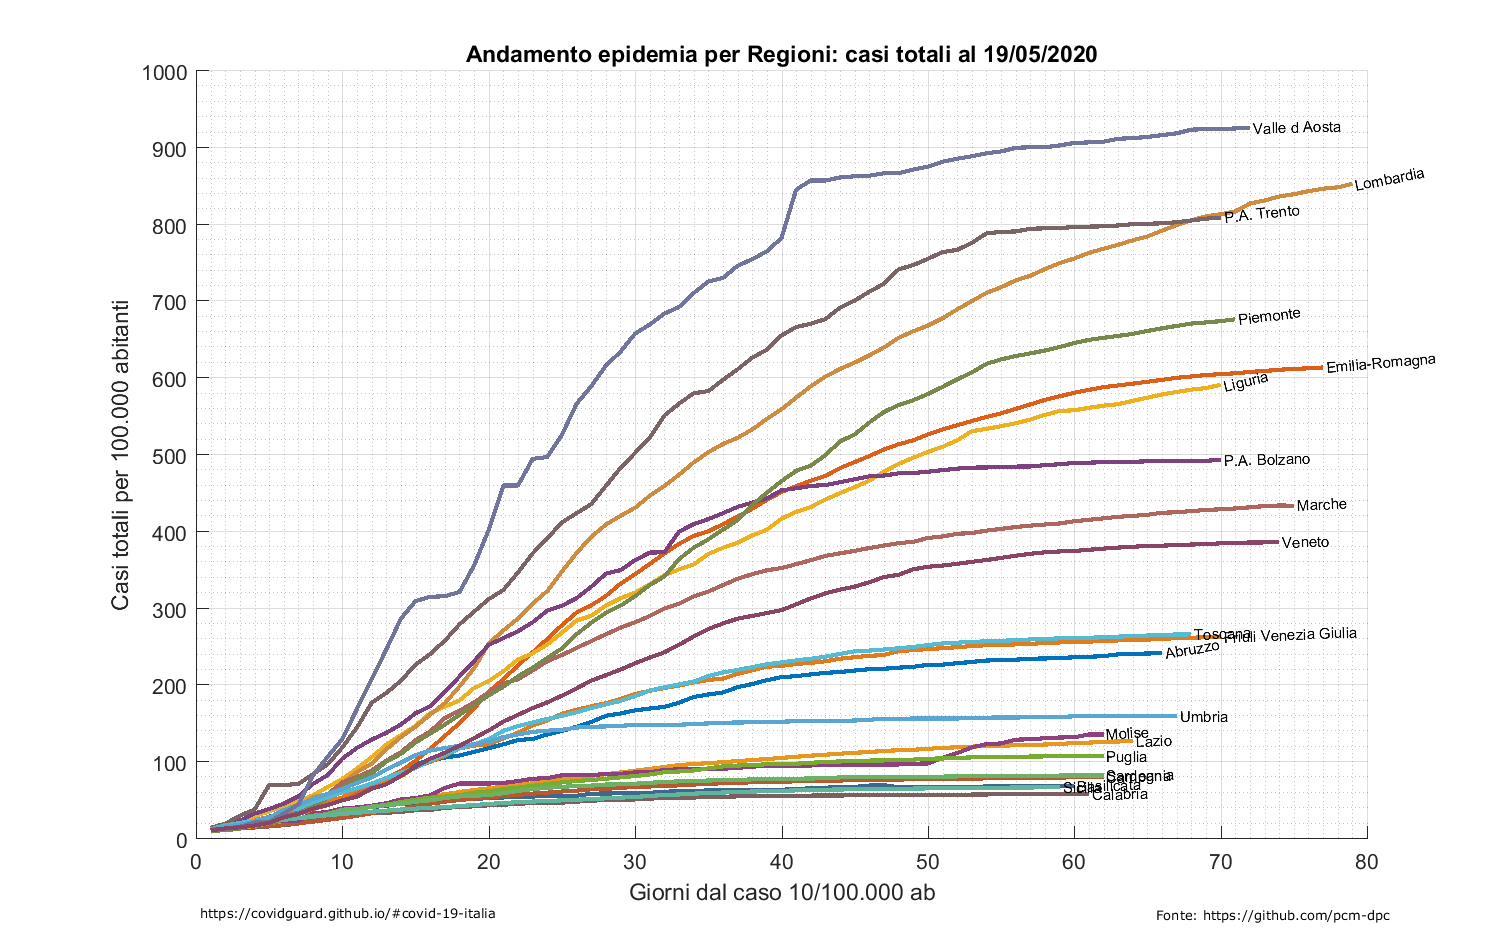 Andamento epidemia per Regioni: casi totali al 19/05/2020
Casi totali per 100.000 abitanti
1000
900
800
700
600
500
400
300
200
100
0
Valle d Aosta
Lombardia
P.A. Trento
Piemonte
Emilia-Romagna
Liguria
P.A. Bolzano
Marche
Veneto
Toscana
Friuli Venezia Giulia
Abruzzo
Umbria
Molise
Lazio
Puglia
Sardegna
Basilicata
Calabria
0 10 20 30 40 50 60 70 80
Giorni dal caso 10/100.000 ab
https://covidguard.github.io/#covid-19-italia
Fonte: https://github.com/pcm-dpc